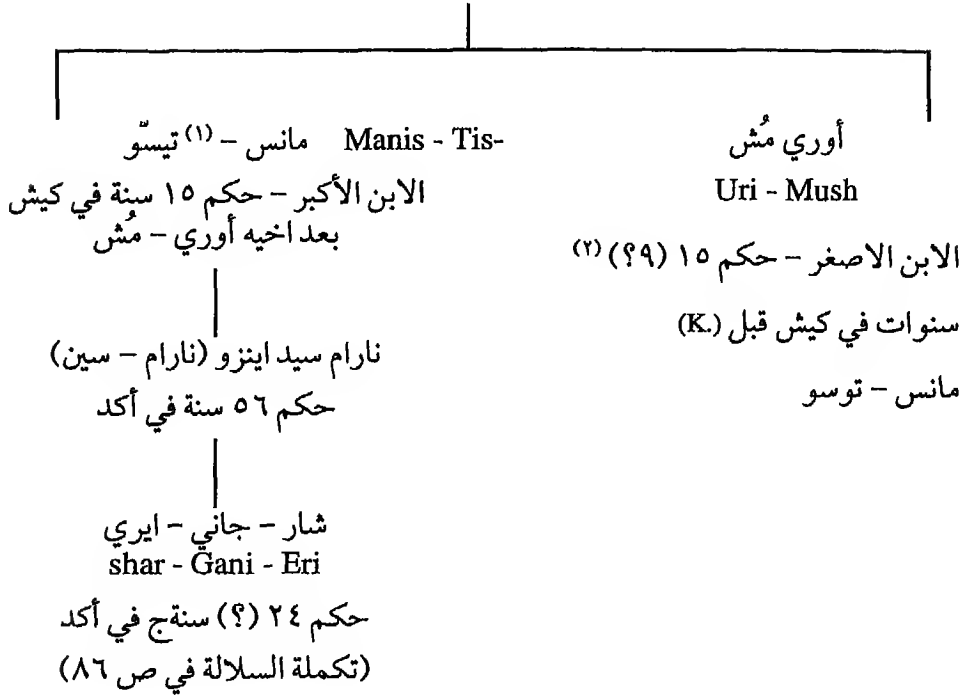 أوري مُش
Uri - Mush
الابن الاصغر – حكم ١٥ (٩؟) (٢)
سنوات في كيش قبل (K.)
مانس – توسو
مانس – (١) تيسّو Manis - Tis-
الابن الأكبر – حكم ١٥ سنة في كيش
بعد اخيه أوري – مُش
نارام سيد اينزو (نارام – سين)
حكم ٥٦ سنة في أكد
شار – جاني – ايري
shar - Gani - Eri
حكم ٢٤ (؟) سنةج في أكد
(تكملة السلالة في ص ٨٦)